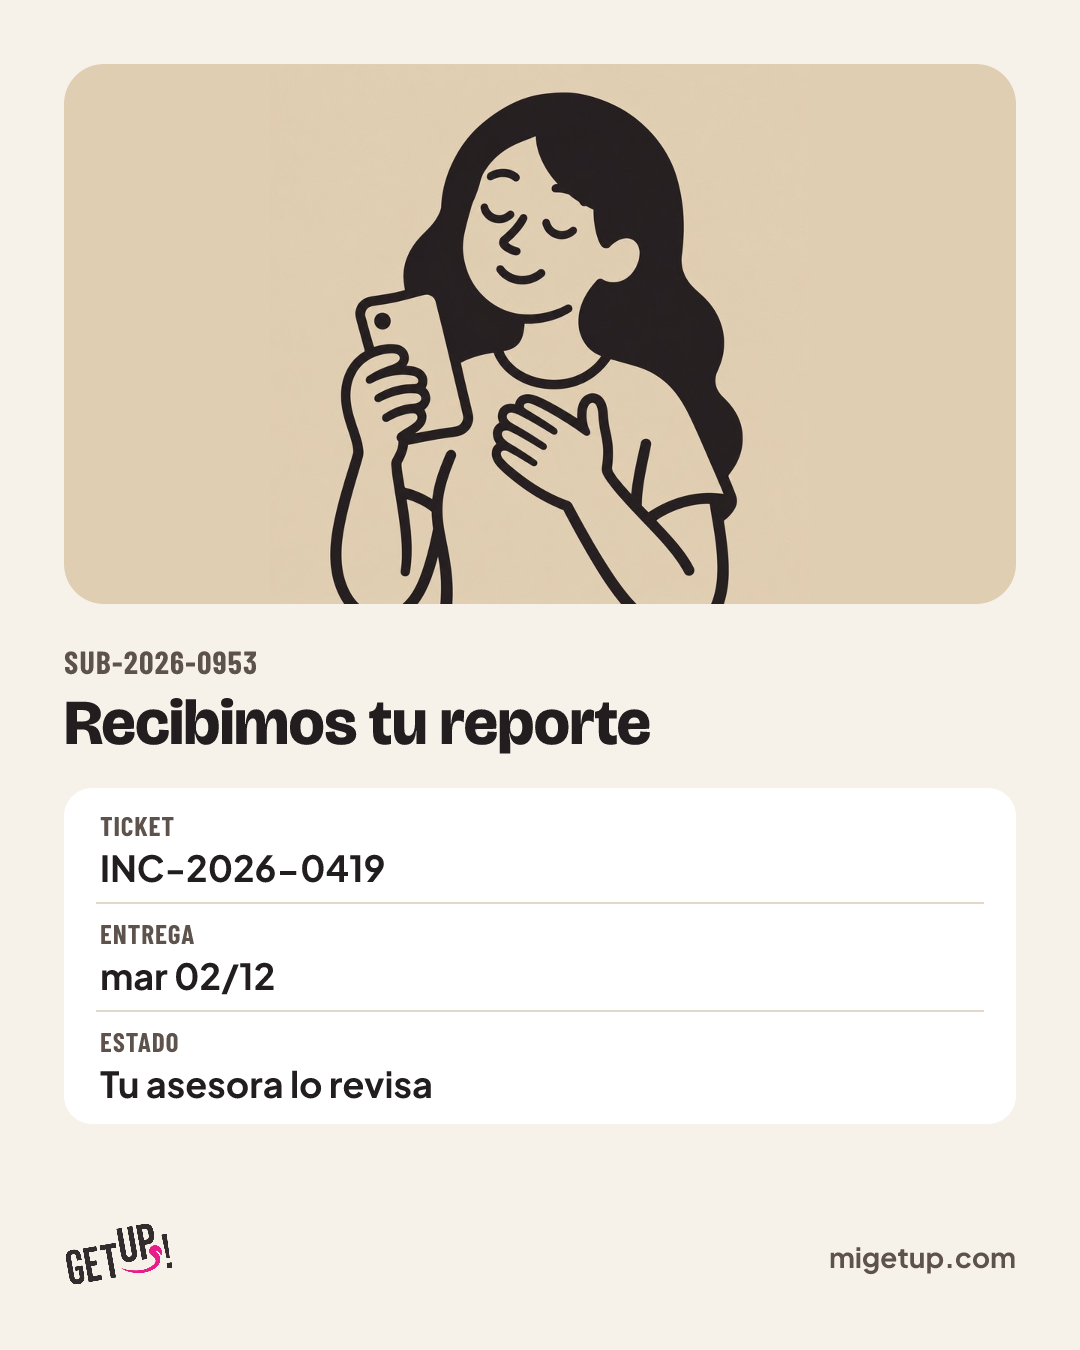 SUB-2026-0953
Recibimos tu reporte
TICKET
INC-2026-0419
ENTREGA
mar 02/12
ESTADO
Tu asesora lo revisa
GETUP!
migetup.com